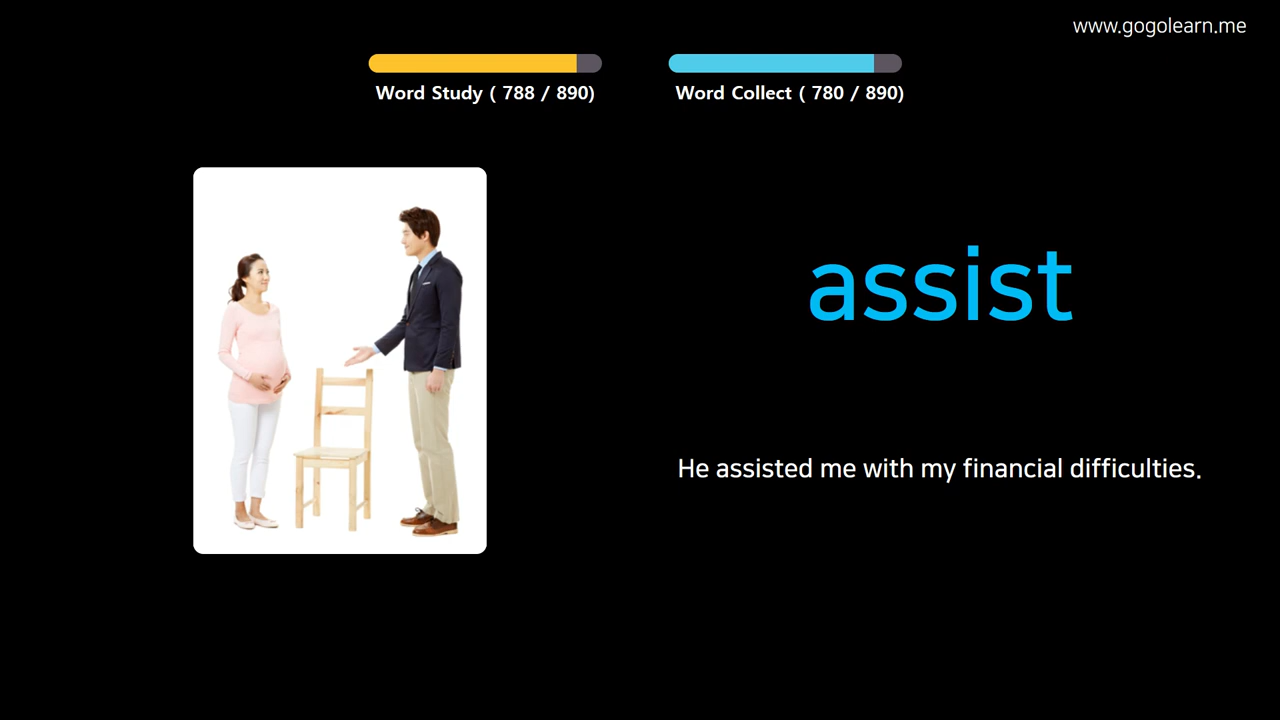 www.gogolearn.me
Word Study ( 788 / 890)
Word Collect ( 780 / 890)
assist
He assisted me with my financial difficulties.